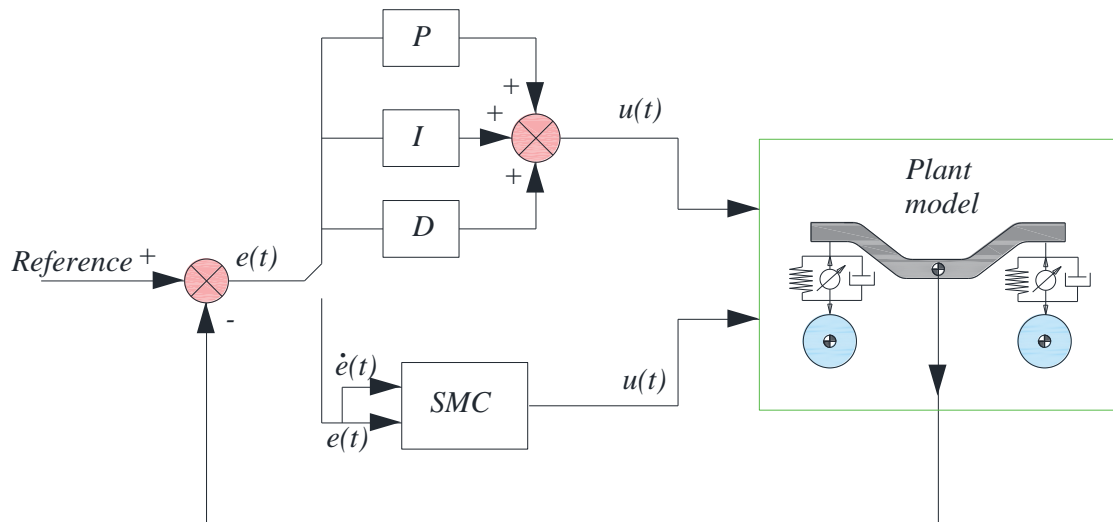 P
+
+
I
u(t)
+
Plant
model
D
Reference +
e(t)
-
ė(t)
SMC
u(t)
e(t)